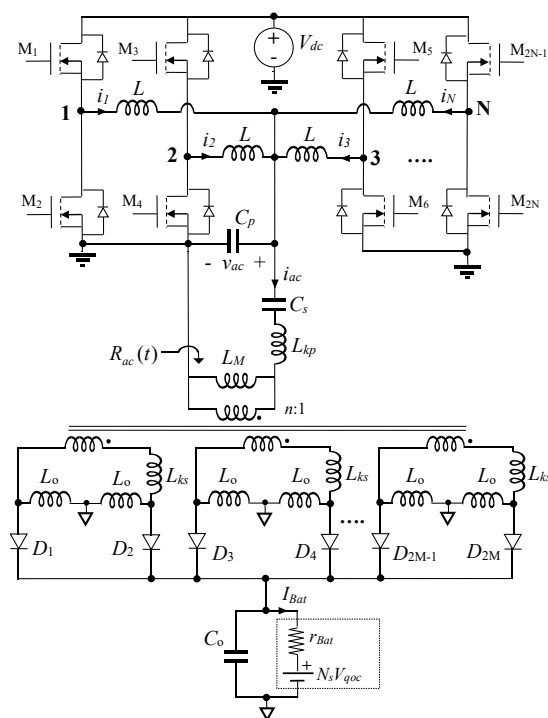 M1 M3 Vdc M5 M2N-1
+
-
1 i1 L L iN N
2 i2 L L i3 3 ....
M2 M4 Cp M6 M2N
- vac + iac
Cs
Rac(t) LM Lkp
n:1
Lo Lo Lks Lo Lo Lks Lo Lo Lks
D1 D2 D3 D4 .... D2M-1 D2M
IBat
Co rBat
+
NsVqoc